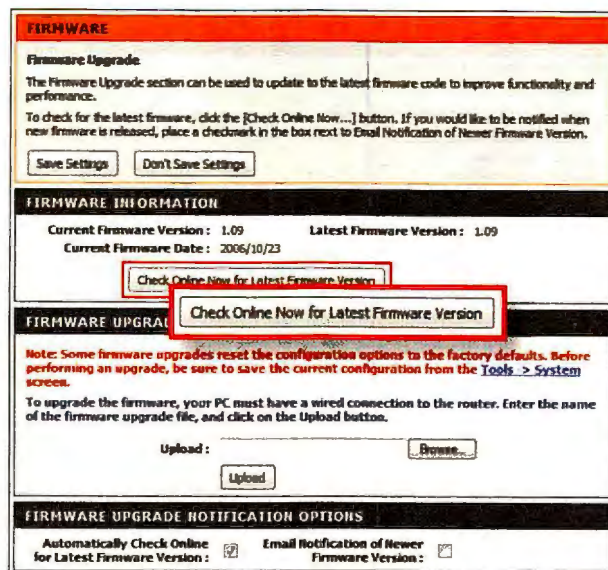 FIRMWARE
Firmware Upgrade
The Firmware Upgrade section can be used to update to the latest firmware code to improve functionality and
performance.
To check for the latest firmware, click the [Check Online Now...] button. If you would like to be notified when
new firmware is released, place a checkmark in the box next to Email Notification of Newer Firmware Version.
Save Settings Don't Save Settings
FIRMWARE INFORMATION
Current Firmware Version : 1.09 Latest Firmware Version : 1.09
Current Firmware Date : 2006/10/23
Check Online Now for Latest Firmware Version
Check Online Now for Latest Firmware Version
FIRMWARE UPGRA
Note: Some firmware upgrades reset the configuration options to the factory defaults. Before
performing an upgrade, be sure to save the current configuration from the Tools -> System
screen.
To upgrade the firmware, your PC must have a wired connection to the router. Enter the name
of the firmware upgrade file, and click on the Upload button.
Upload : Browse...
Upload
FIRMWARE UPGRADE NOTIFICATION OPTIONS
Automatically Check Online Email Notification of Newer
for Latest Firmware Version : Firmware Version :